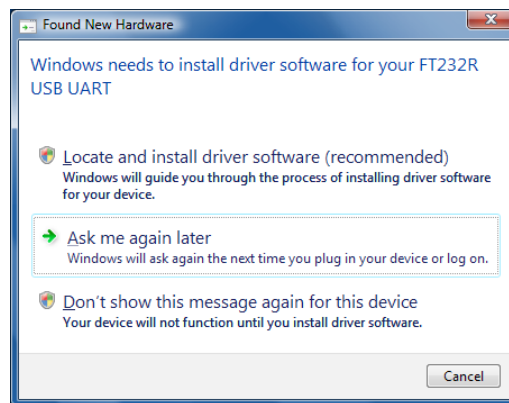 Found New Hardware
Windows needs to install driver software for your FT232R
USB UART
Locate and install driver software (recommended)
Windows will guide you through the process of installing driver software
for your device.
Ask me again later
Windows will ask again the next time you plug in your device or log on.
Don't show this message again for this device
Your device will not function until you install driver software.
Cancel